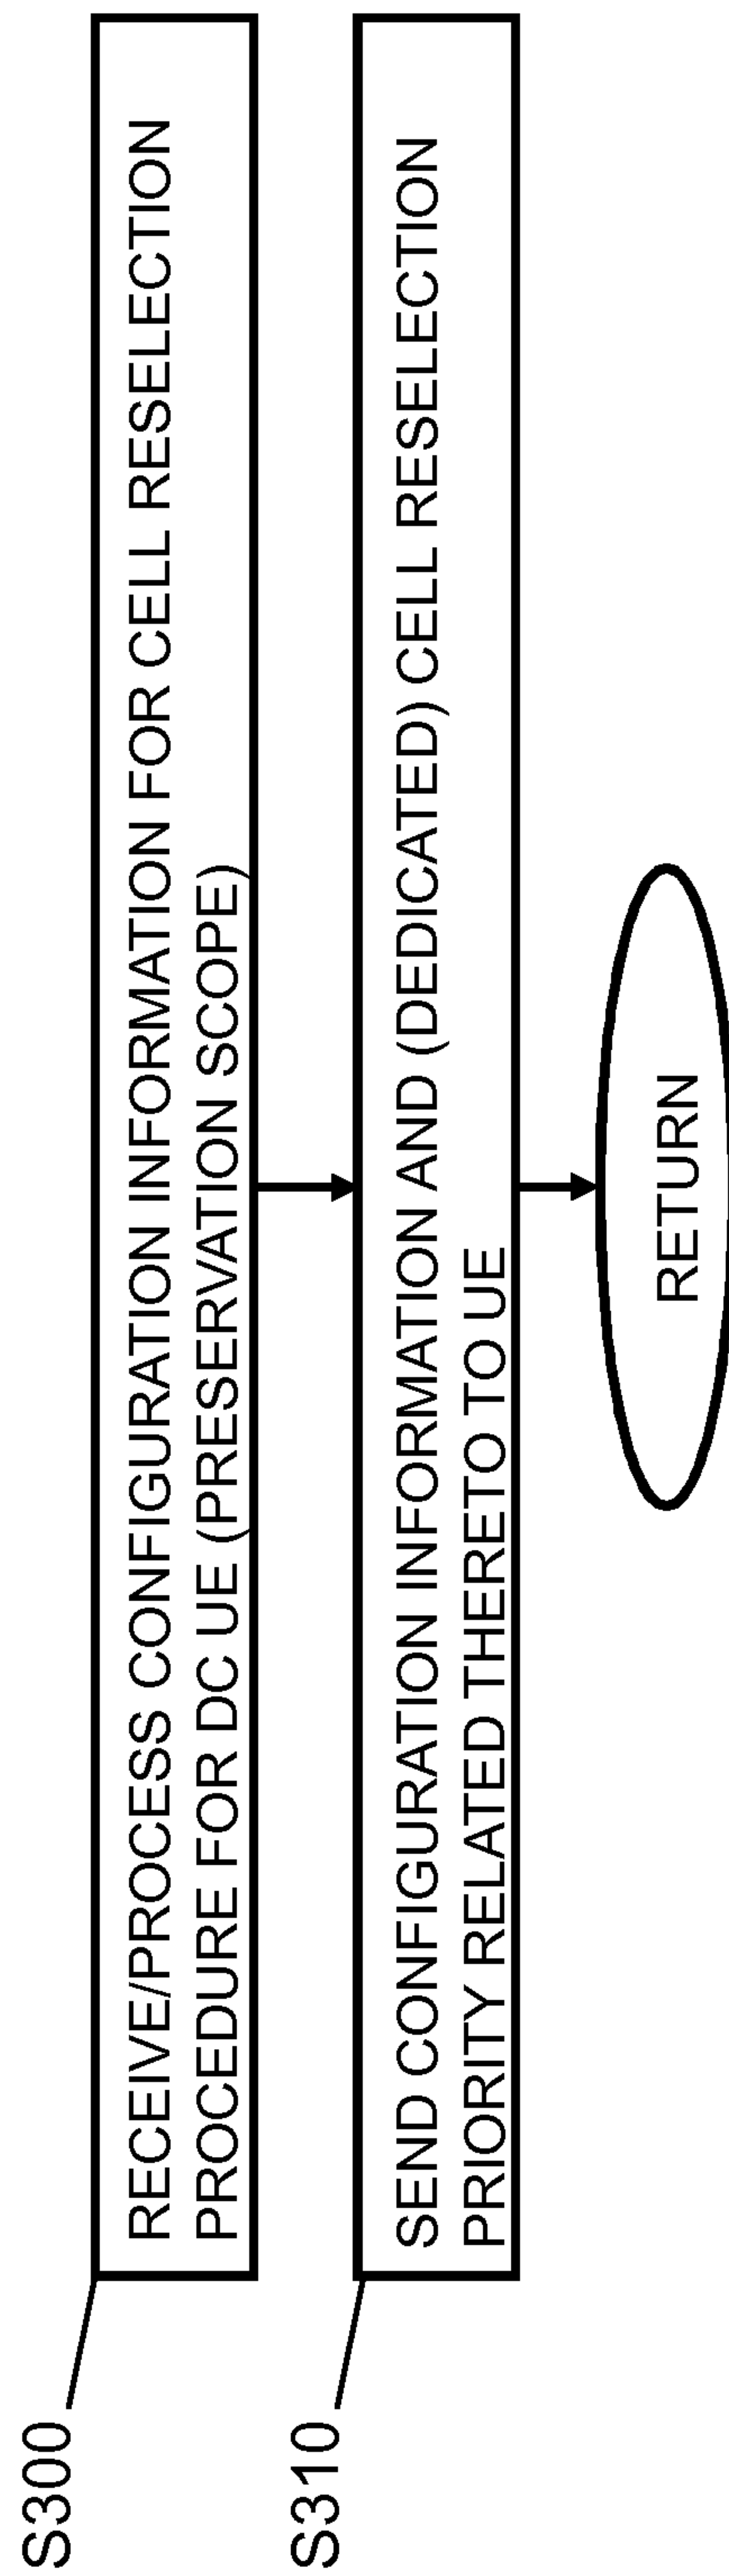 S300
RECEIVE/PROCESS CONFIGURATION INFORMATION FOR CELL RESELECTION
PROCEDURE FOR DC UE (PRESERVATION SCOPE)
S310
SEND CONFIGURATION INFORMATION AND (DEDICATED) CELL RESELECTION
PRIORITY RELATED THERETO TO UE
RETURN